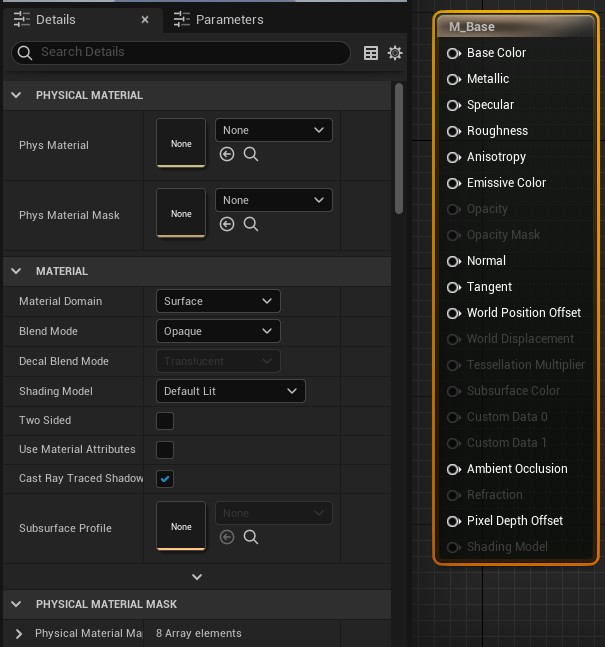 Details
Parameters
Search Details
PHYSICAL MATERIAL
Phys Material
None
None
Phys Material Mask
None
None
MATERIAL
Material Domain
Surface
Blend Mode
Opaque
Decal Blend Mode
Translucent
Shading Model
Default Lit
Two Sided
Use Material Attributes
Cast Ray Traced Shadow
Subsurface Profile
None
None
PHYSICAL MATERIAL MASK
Physical Material Ma
8 Array elements
M_Base
Base Color
Metallic
Specular
Roughness
Anisotropy
Emissive Color
Opacity
Opacity Mask
Normal
Tangent
World Position Offset
World Displacement
Tessellation Multiplier
Subsurface Color
Custom Data 0
Custom Data 1
Ambient Occlusion
Refraction
Pixel Depth Offset
Shading Model